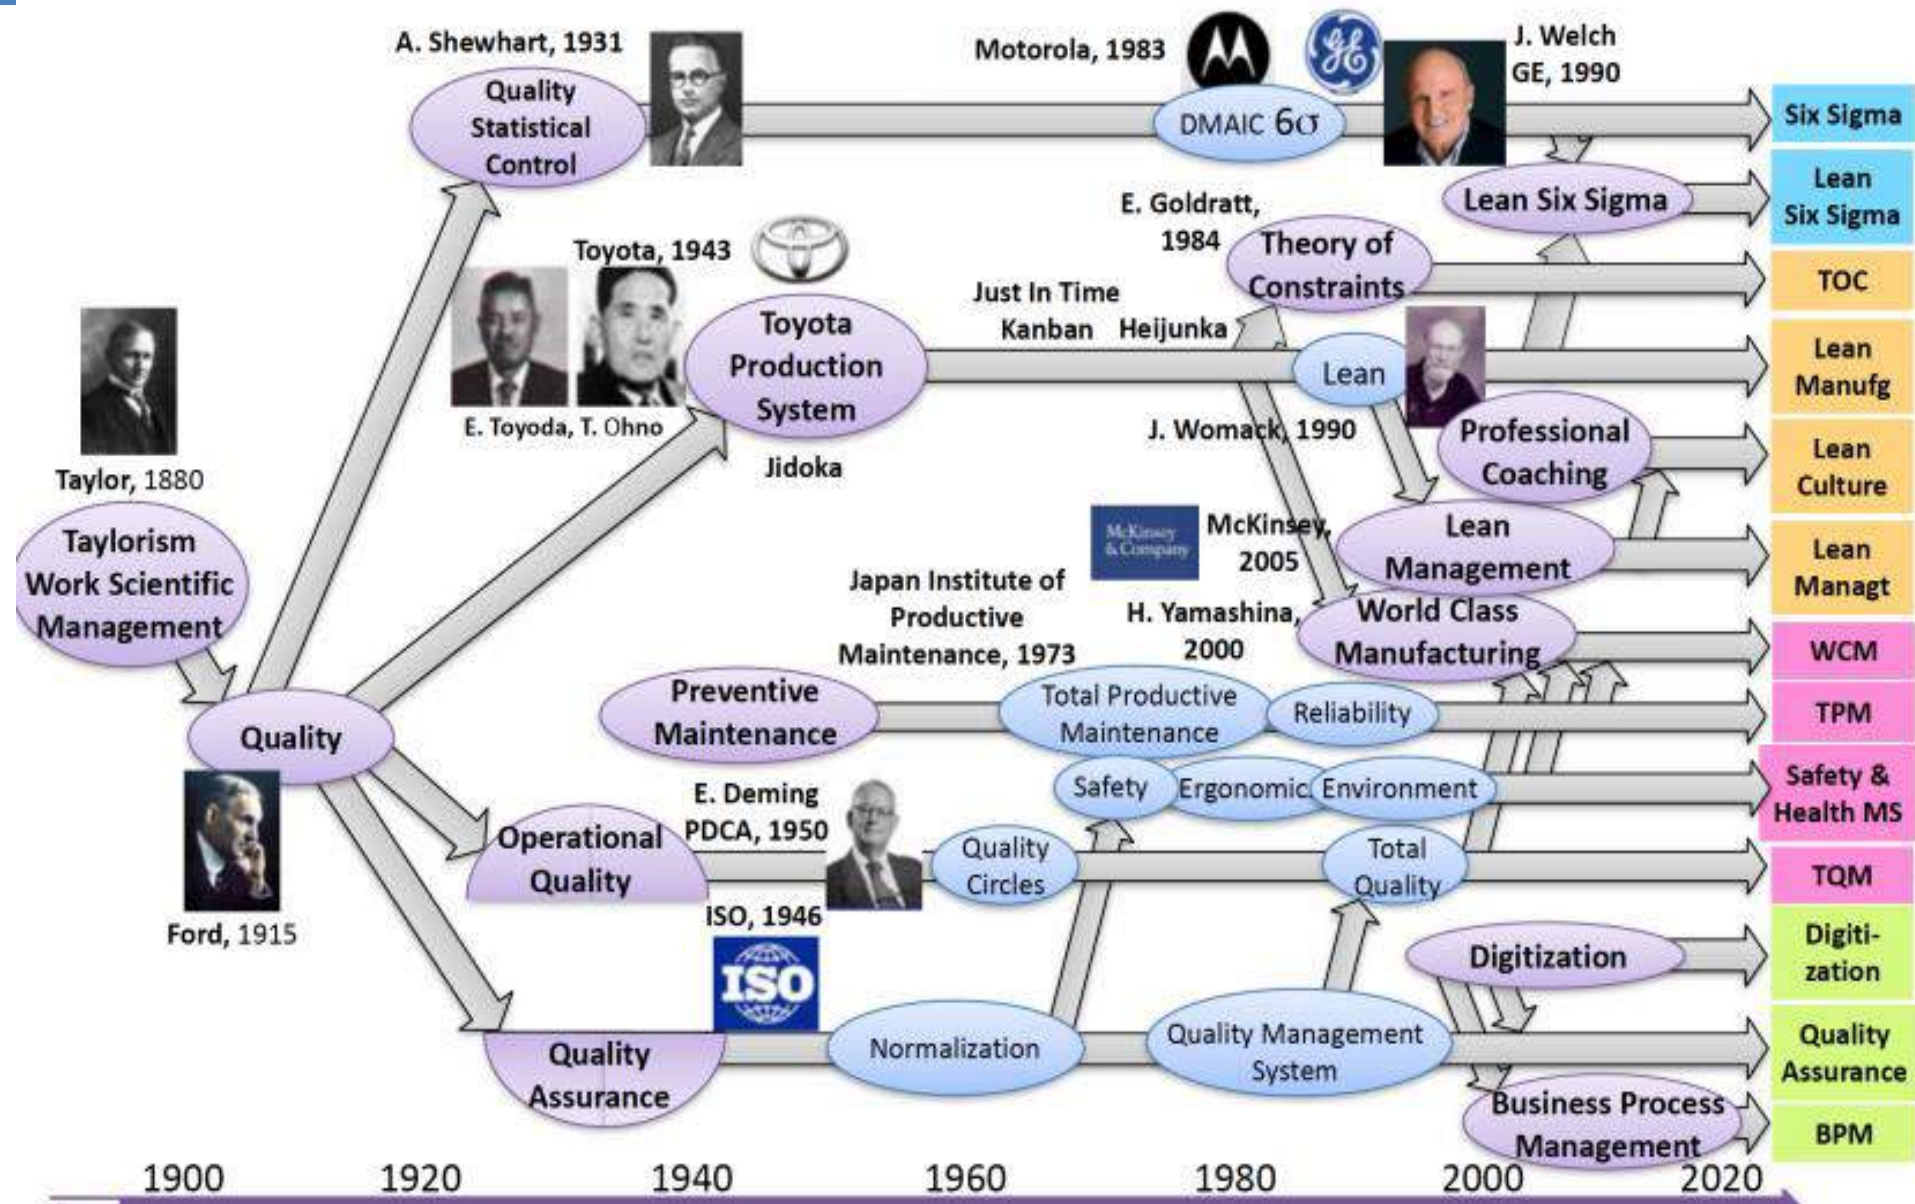 A. Shewhart, 1931
Quality
Statistical
Control
Motorola, 1983
GE
J. Welch
GE, 1990
DMAIC 6σ
Six Sigma
Lean Six Sigma
Lean
Six Sigma
E. Goldratt,
1984
Theory of
Constraints
TOC
Toyota, 1943
E. Toyoda, T. Ohno
Toyota
Production
System
Jidoka
Just In Time
Kanban
Heijunka
Lean
J. Womack, 1990
Lean
Manufg
Professional
Coaching
Lean
Culture
Taylor, 1880
Taylorism
Work Scientific
Management
McKinsey
& Company
McKinsey,
2005
Lean
Management
Lean
Managt
H. Yamashina,
2000
World Class
Manufacturing
WCM
Japan Institute of
Productive
Maintenance, 1973
Preventive
Maintenance
Total Productive
Maintenance
Reliability
TPM
Quality
Ford, 1915
Safety
Ergonomic
Environment
Safety &
Health MS
E. Deming
PDCA, 1950
Operational
Quality
Quality
Circles
Total
Quality
TQM
ISO, 1946
ISO
Digitization
Digiti-
zation
Quality
Assurance
Normalization
Quality Management
System
Quality
Assurance
Business Process
Management
BPM
1900
1920
1940
1960
1980
2000
2020